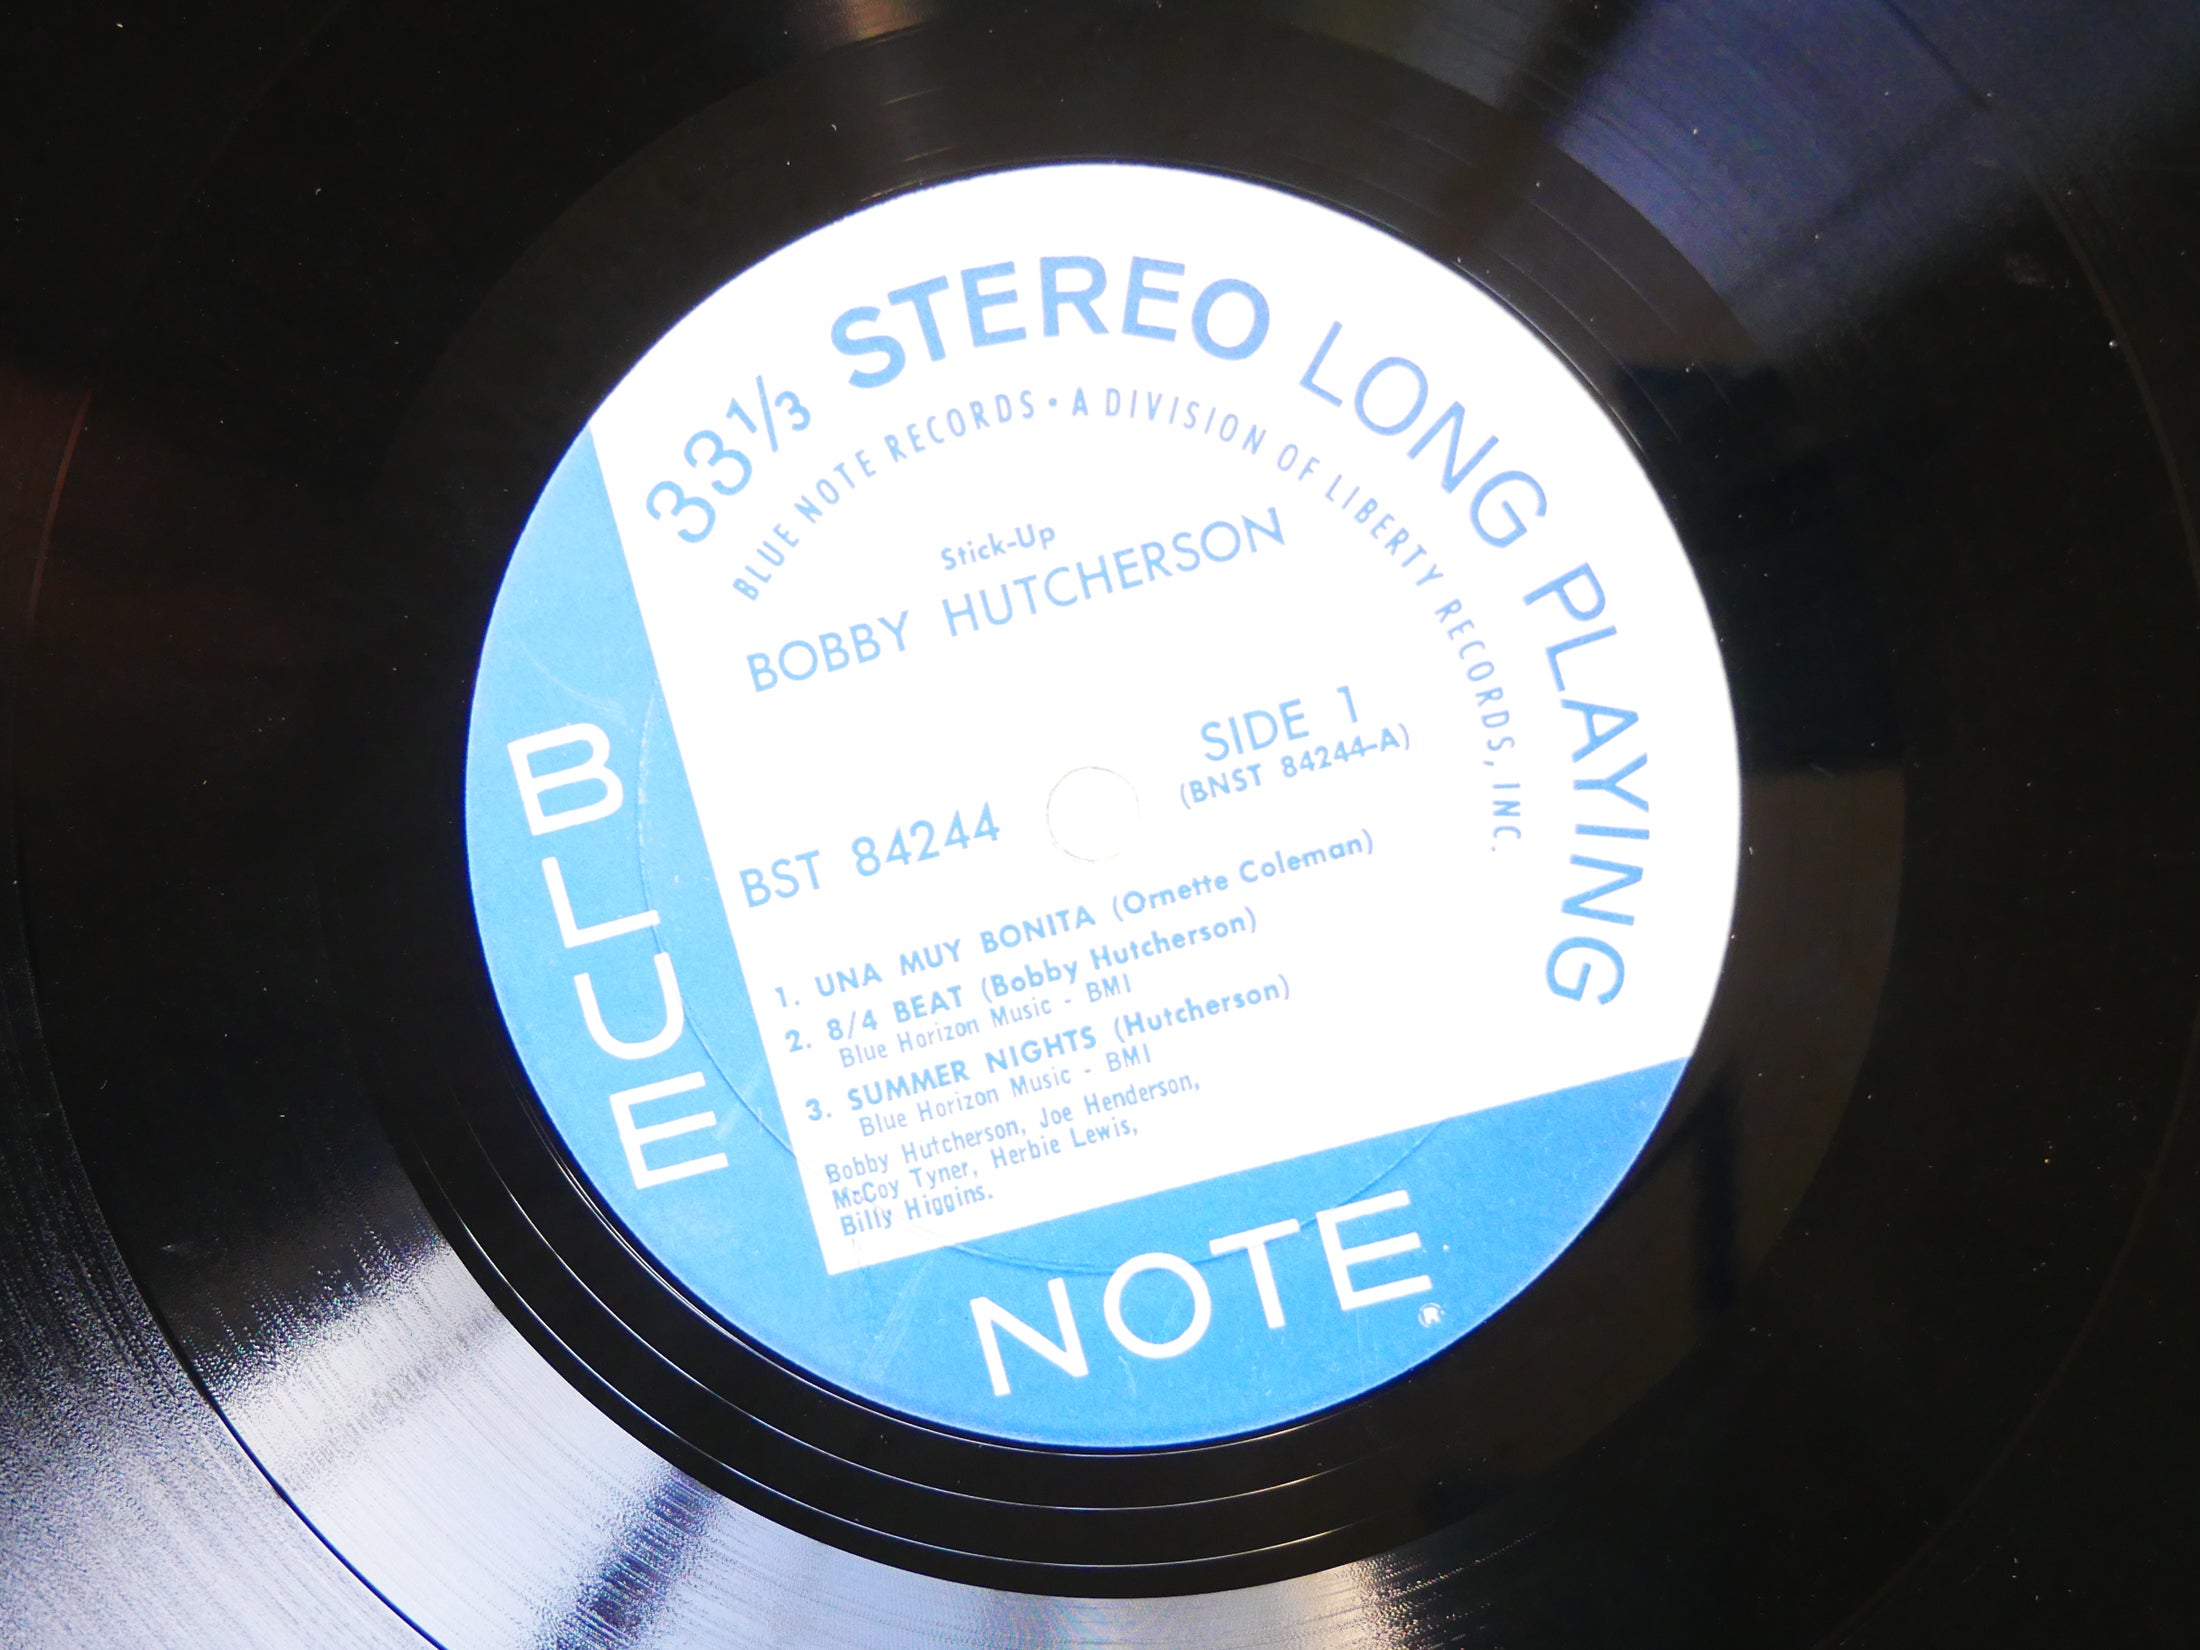 33 1/3 STEREO LONG PLAYING
BLUE NOTE RECORDS • A DIVISION OF LIBERTY RECORDS, INC.
Stick-Up
BOBBY HUTCHERSON
SIDE 1
(BNST 84244-A)
BST 84244
1. UNA MUY BONITA (Ornette Coleman)
2. 8/4 BEAT (Bobby Hutcherson)
Blue Horizon Music - BMI
3. SUMMER NIGHTS (Hutcherson)
Blue Horizon Music - BMI
Bobby Hutcherson, Joe Henderson,
McCoy Tyner, Herbie Lewis,
Billy Higgins.
BLUE
NOTE ®